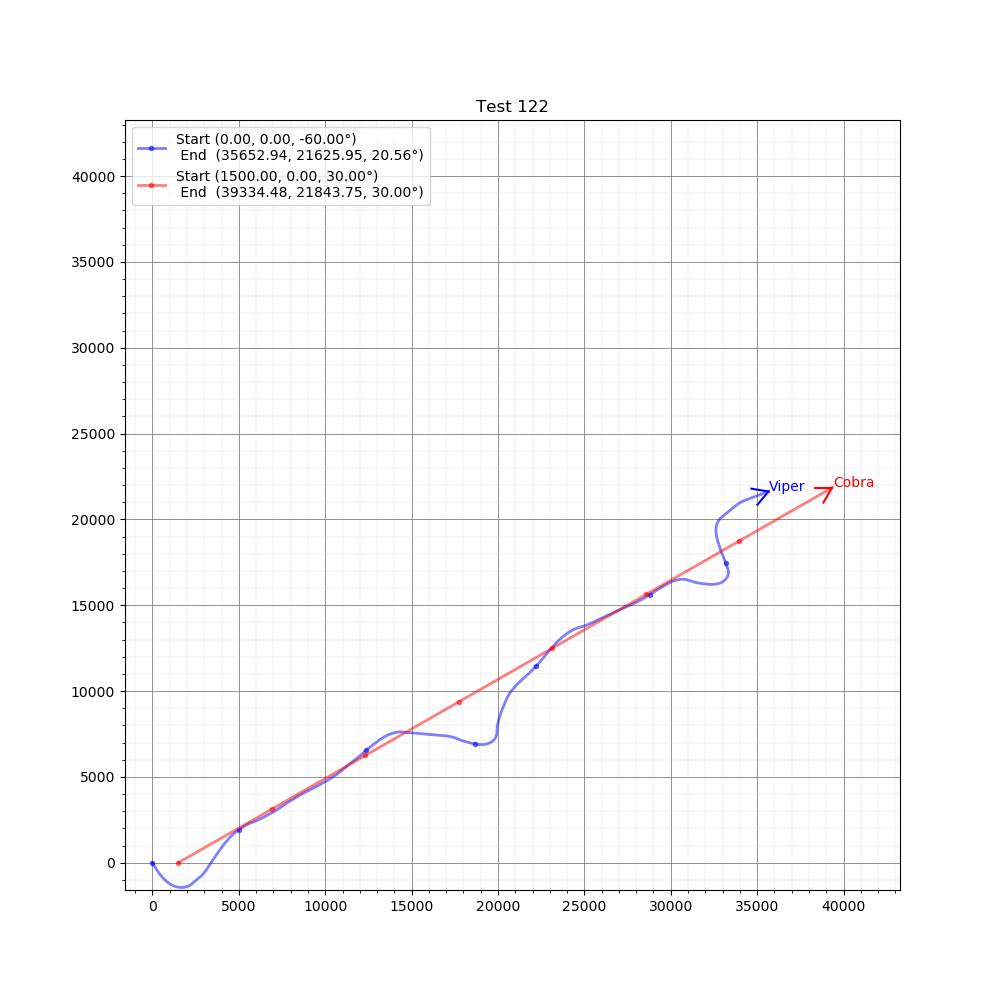 Test 122
Start (0.00, 0.00, -60.00°)
End (35652.94, 21625.95, 20.56°)
Start (1500.00, 0.00, 30.00°)
End (39334.48, 21843.75, 30.00°)
40000
35000
30000
25000
20000
15000
10000
5000
0
Viper
Cobra
0 5000 10000 15000 20000 25000 30000 35000 40000